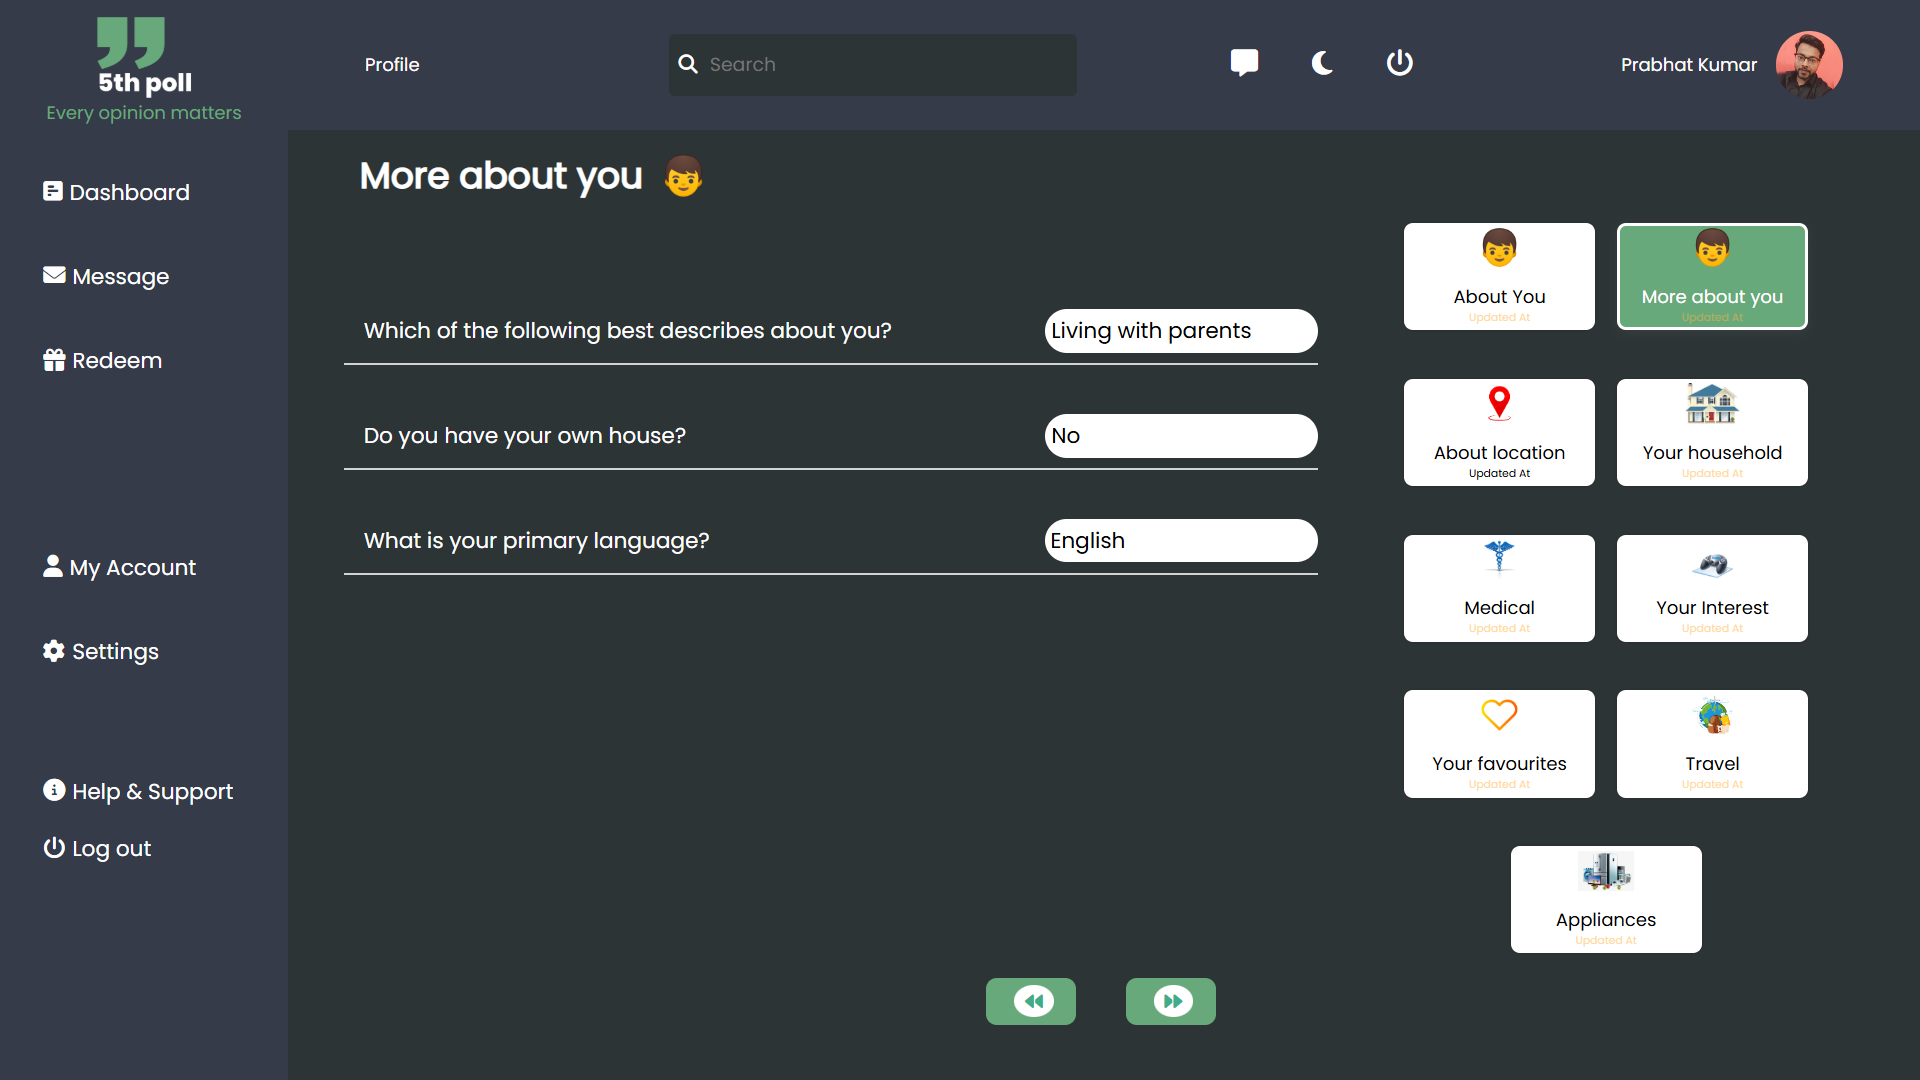 5th poll
Every opinion matters
Profile
Search
Prabhat Kumar
Dashboard
Message
Redeem
My Account
Settings
Help & Support
Log out
More about you
Which of the following best describes about you?
Living with parents
Do you have your own house?
No
What is your primary language?
English
About You
Updated At
More about you
Updated At
About location
Updated At
Your household
Updated At
Medical
Updated At
Your Interest
Updated At
Your favourites
Updated At
Travel
Updated At
Appliances
Updated At